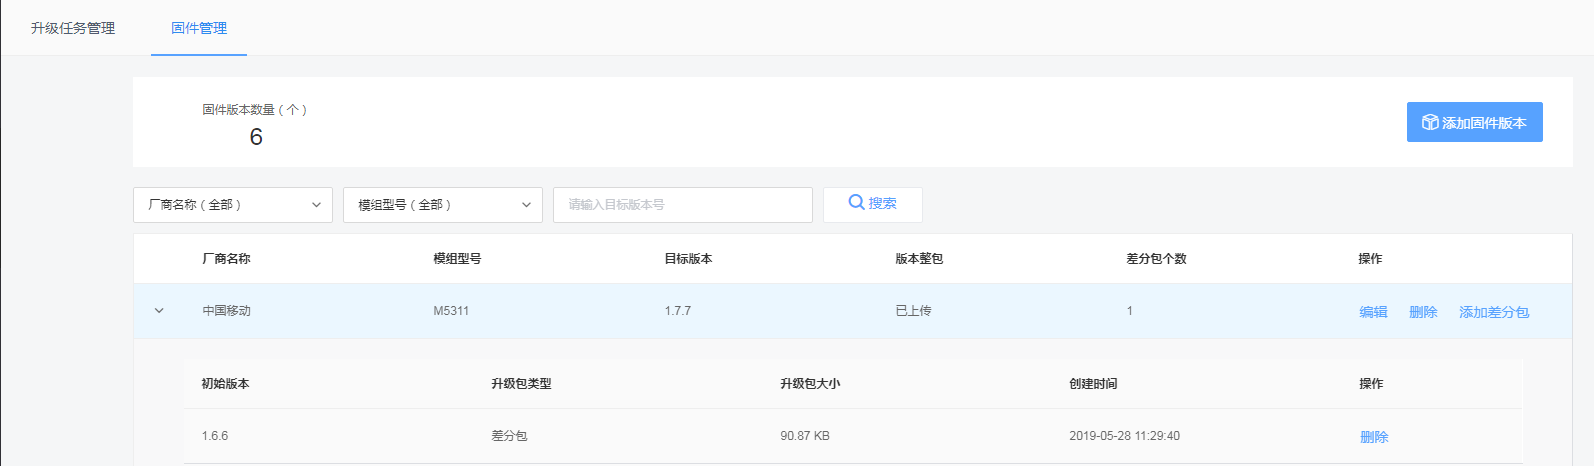 升级任务管理 固件管理
固件版本数量（个）
6
添加固件版本
厂商名称（全部） 模组型号（全部） 请输入目标版本号 搜索
厂商名称 模组型号 目标版本 版本整包 差分包个数 操作
中国移动 M5311 1.7.7 已上传 1 编辑 删除 添加差分包
初始版本 升级包类型 升级包大小 创建时间 操作
1.6.6 差分包 90.87 KB 2019-05-28 11:29:40 删除